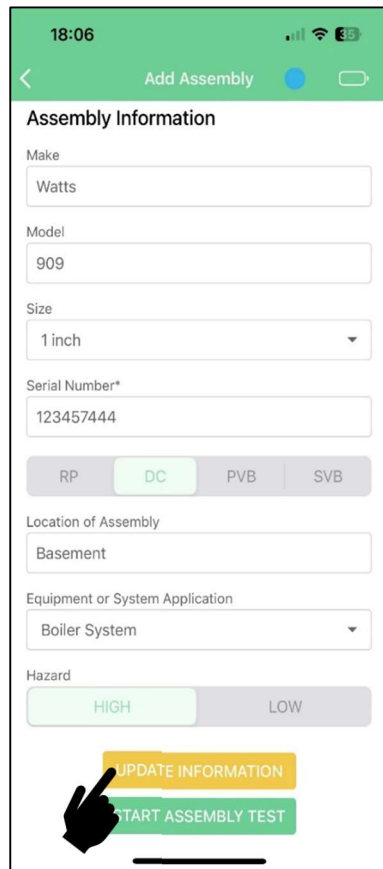 18:06 35
Add Assembly
Assembly Information
Make
Watts
Model
909
Size
1 inch
Serial Number*
123457444
RP DC PVB SVB
Location of Assembly
Basement
Equipment or System Application
Boiler System
Hazard
HIGH LOW
UPDATE INFORMATION
START ASSEMBLY TEST